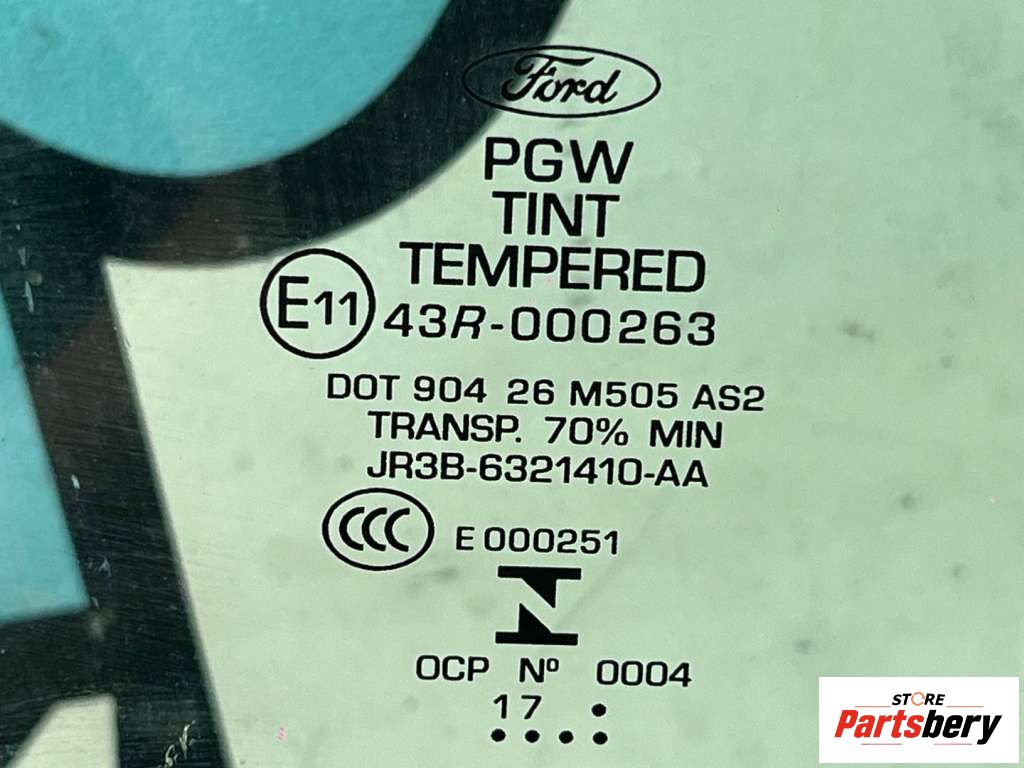 Ford
PGW
TINT
TEMPERED
E11 43R-000263
DOT 904 26 M505 AS2
TRANSP. 70% MIN
JR3B-6321410-AA
CCC E 000251
N
OCP Nº 0004
17 .
....
STORE
Partsbery